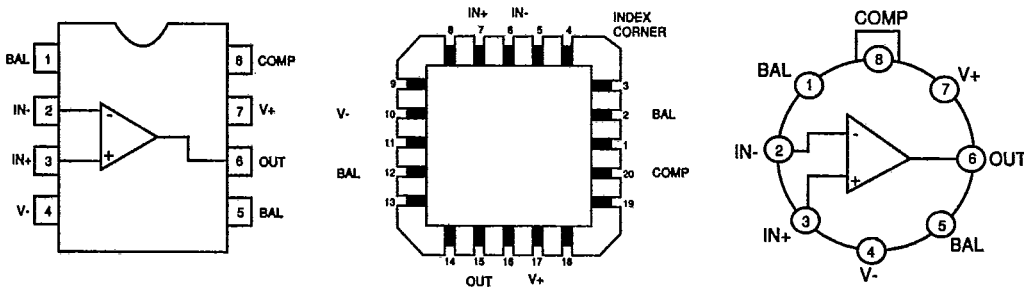 BAL 1
IN- 2
IN+ 3
V- 4
8 COMP
7 V+
6 OUT
5 BAL
-
+
IN+ IN-
INDEX
CORNER
8 7 6 5 4
9
V- 10
11
BAL 12
13
3
2 BAL
1
20 COMP
19
14 15 16 17 18
OUT V+
COMP
8
BAL 1
7 V+
IN- 2
-
6 OUT
+
IN+ 3
5 BAL
4
V-